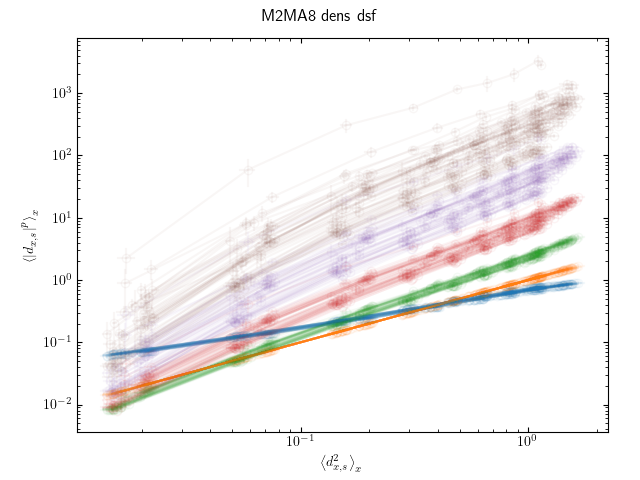 M2MA8 dens dsf
⟨|d_{x,s}|^p⟩_x
10^3
10^2
10^1
10^0
10^{-1}
10^{-2}
10^{-1}
10^0
⟨d^2_{x,s}⟩_x